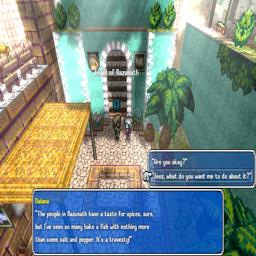 Jewel of Razunath
"Are you okay?"
"Jeez, what do you want me to do about it?"
Daiana
"The people in Razunath have a taste for spices, sure,
but I've seen so many bake a fish with nothing more
than some salt and pepper. It's a travesty"